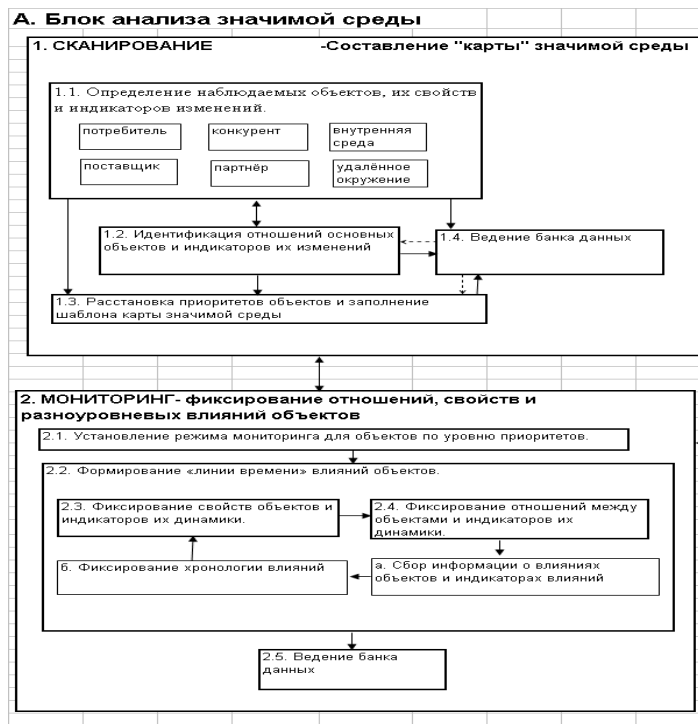 А. Блок анализа значимой среды
1. СКАНИРОВАНИЕ -Составление "карты" значимой среды
1.1. Определение наблюдаемых объектов, их свойств
и индикаторов изменений.
потребитель
конкурент
внутренняя
среда
поставщик
партнёр
удалённое
окружение
1.2. Идентификация отношений основных
объектов и индикаторов их изменений
1.4. Ведение банка данных
1.3. Расстановка приоритетов объектов и заполнение
шаблона карты значимой среды
2. МОНИТОРИНГ- фиксирование отношений, свойств и
разноуровневых влияний объектов
2.1. Установление режима мониторинга для объектов по уровню приоритетов.
2.2. Формирование «линии времени» влияний объектов.
2.3. Фиксирование свойств объектов и
индикаторов их динамики.
2.4. Фиксирование отношений между
объектами и индикаторов их
динамики.
б. Фиксирование хронологии влияний
а. Сбор информации о влияниях
объектов и индикаторах влияний
2.5. Ведение банка
данных